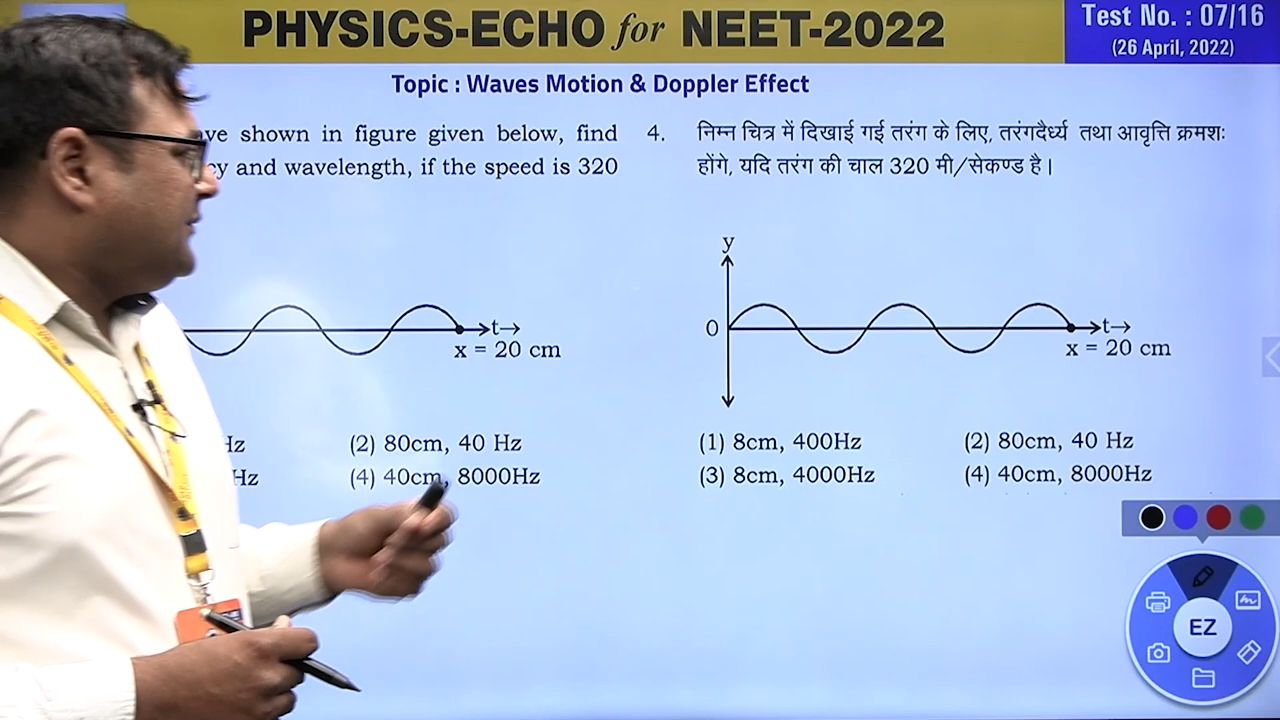 PHYSICS-ECHO for NEET-2022
Test No. : 07/16
(26 April, 2022)
Topic : Waves Motion & Doppler Effect
shown in figure given below, find
and wavelength, if the speed is 320
t→
x = 20 cm
Hz
(2) 80cm, 40 Hz
Hz
(4) 40cm, 8000Hz
4. निम्न चित्र में दिखाई गई तरंग के लिए, तरंगदैर्ध्य तथा आवृत्ति क्रमशः
होंगे, यदि तरंग की चाल 320 मी/सेकण्ड है।
y
0
t→
x = 20 cm
(1) 8cm, 400Hz
(2) 80cm, 40 Hz
(3) 8cm, 4000Hz
(4) 40cm, 8000Hz
EZ